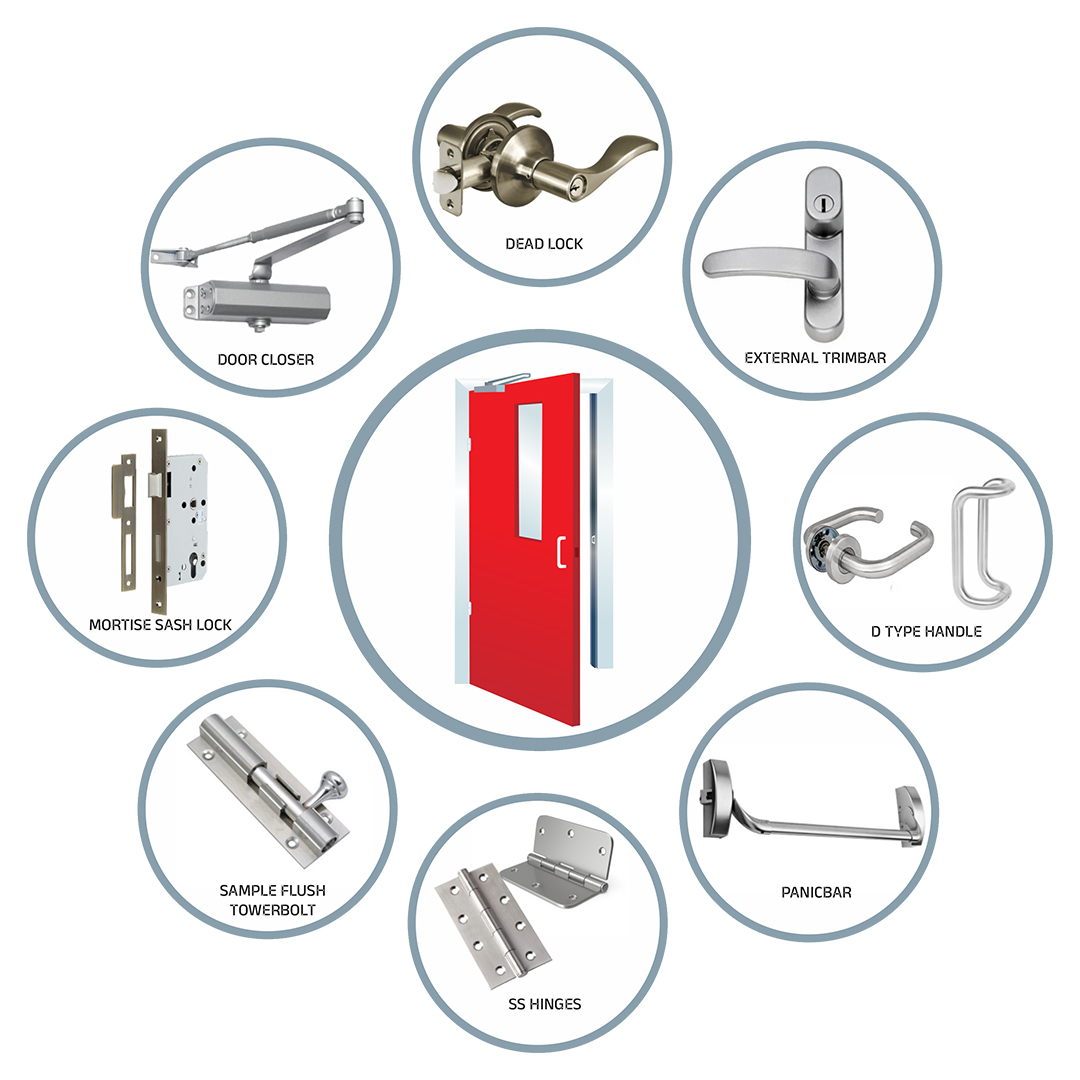 DEAD LOCK
DOOR CLOSER
EXTERNAL TRIMBAR
MORTISE SASH LOCK
D TYPE HANDLE
SAMPLE FLUSH
TOWERBOLT
PANICBAR
SS HINGES